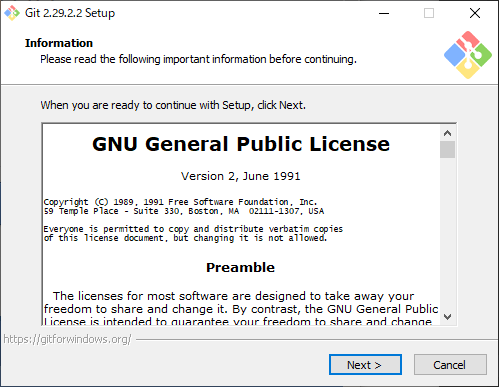 Git 2.29.2.2 Setup
Information
Please read the following important information before continuing.
When you are ready to continue with Setup, click Next.
GNU General Public License
Version 2, June 1991
Copyright (C) 1989, 1991 Free Software Foundation, Inc.
59 Temple Place - Suite 330, Boston, MA  02111-1307, USA
Everyone is permitted to copy and distribute verbatim copies
of this license document, but changing it is not allowed.
Preamble
The licenses for most software are designed to take away your
freedom to share and change it. By contrast, the GNU General Public
License is intended to guarantee your freedom to share and change
https://gitforwindows.org/
Next >
Cancel